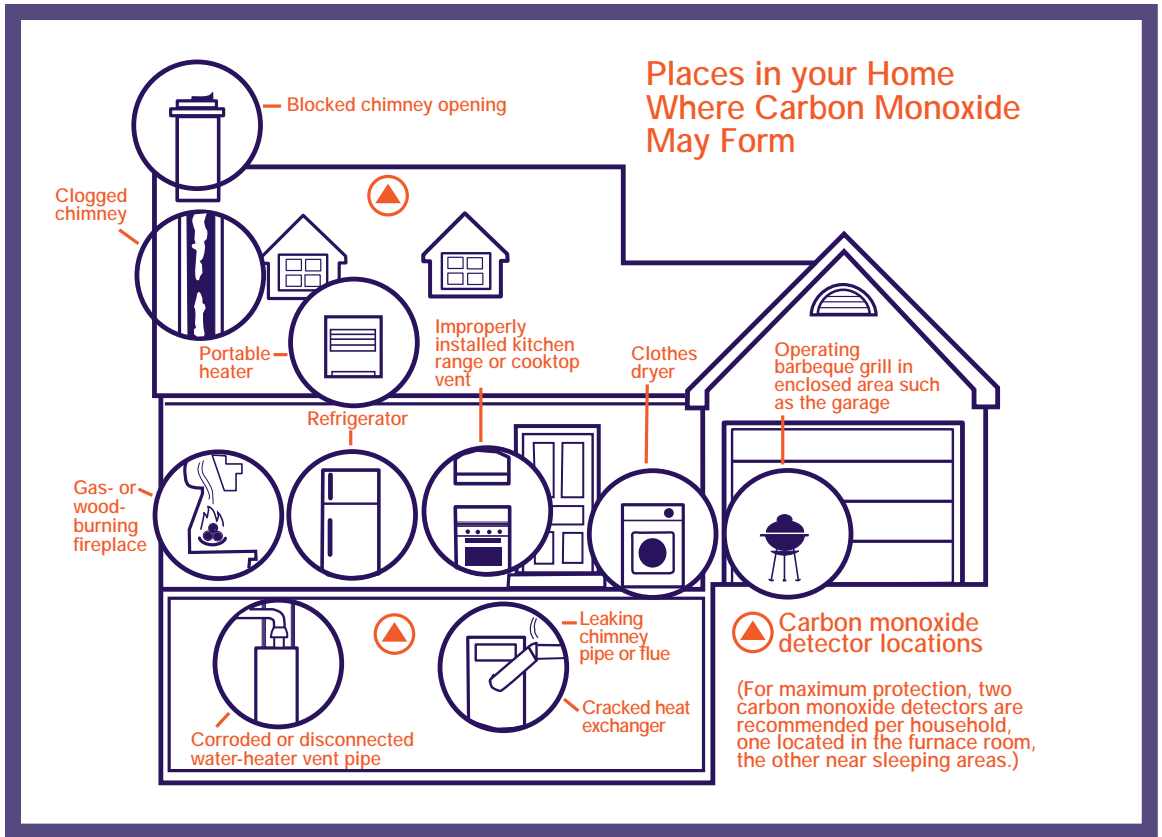 Places in your Home
Where Carbon Monoxide
May Form
Blocked chimney opening
Clogged
chimney
Portable
heater
Improperly
installed kitchen
range or cooktop
vent
Clothes
dryer
Operating
barbeque grill in
enclosed area such
as the garage
Refrigerator
Gas- or
wood-
burning
fireplace
Leaking
chimney
pipe or flue
Cracked heat
exchanger
Corroded or disconnected
water-heater vent pipe
Carbon monoxide
detector locations
(For maximum protection, two
carbon monoxide detectors are
recommended per household,
one located in the furnace room,
the other near sleeping areas.)